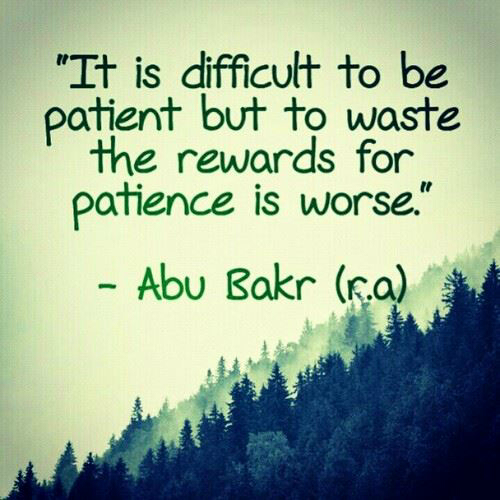 "It is difficult to be
patient but to waste
the rewards for
patience is worse."
- Abu Bakr (r.a)